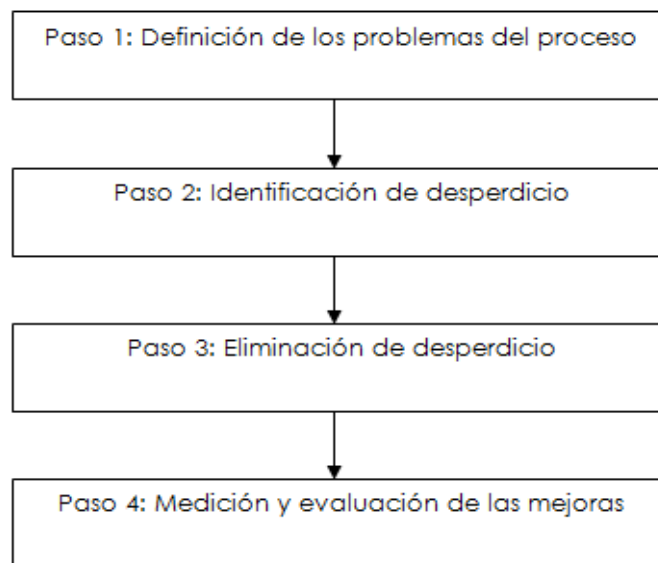 Paso 1: Definición de los problemas del proceso
Paso 2: Identificación de desperdicio
Paso 3: Eliminación de desperdicio
Paso 4: Medición y evaluación de las mejoras